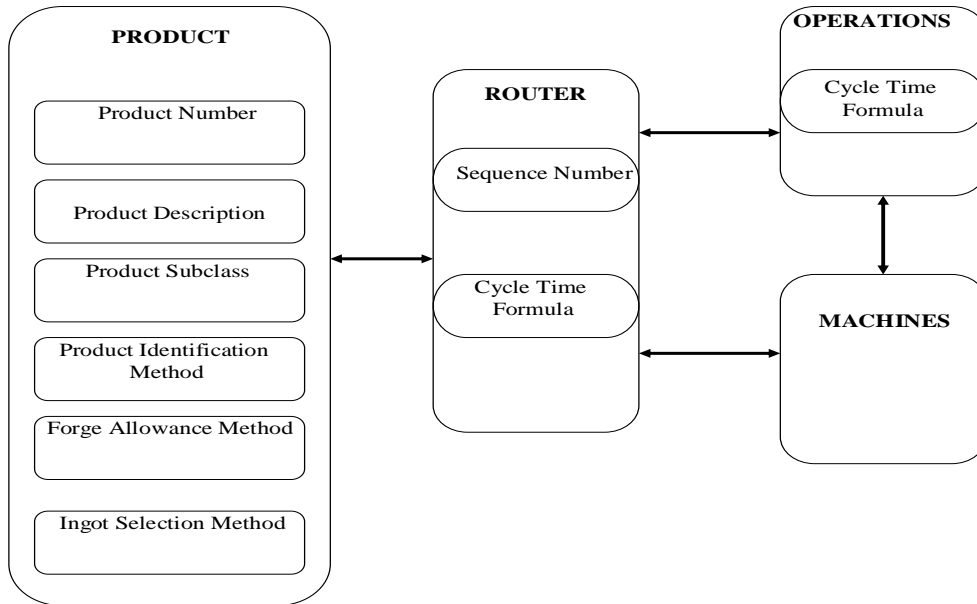 PRODUCT
Product Number
Product Description
Product Subclass
Product Identification
Method
Forge Allowance Method
Ingot Selection Method
ROUTER
Sequence Number
Cycle Time
Formula
OPERATIONS
Cycle Time
Formula
MACHINES